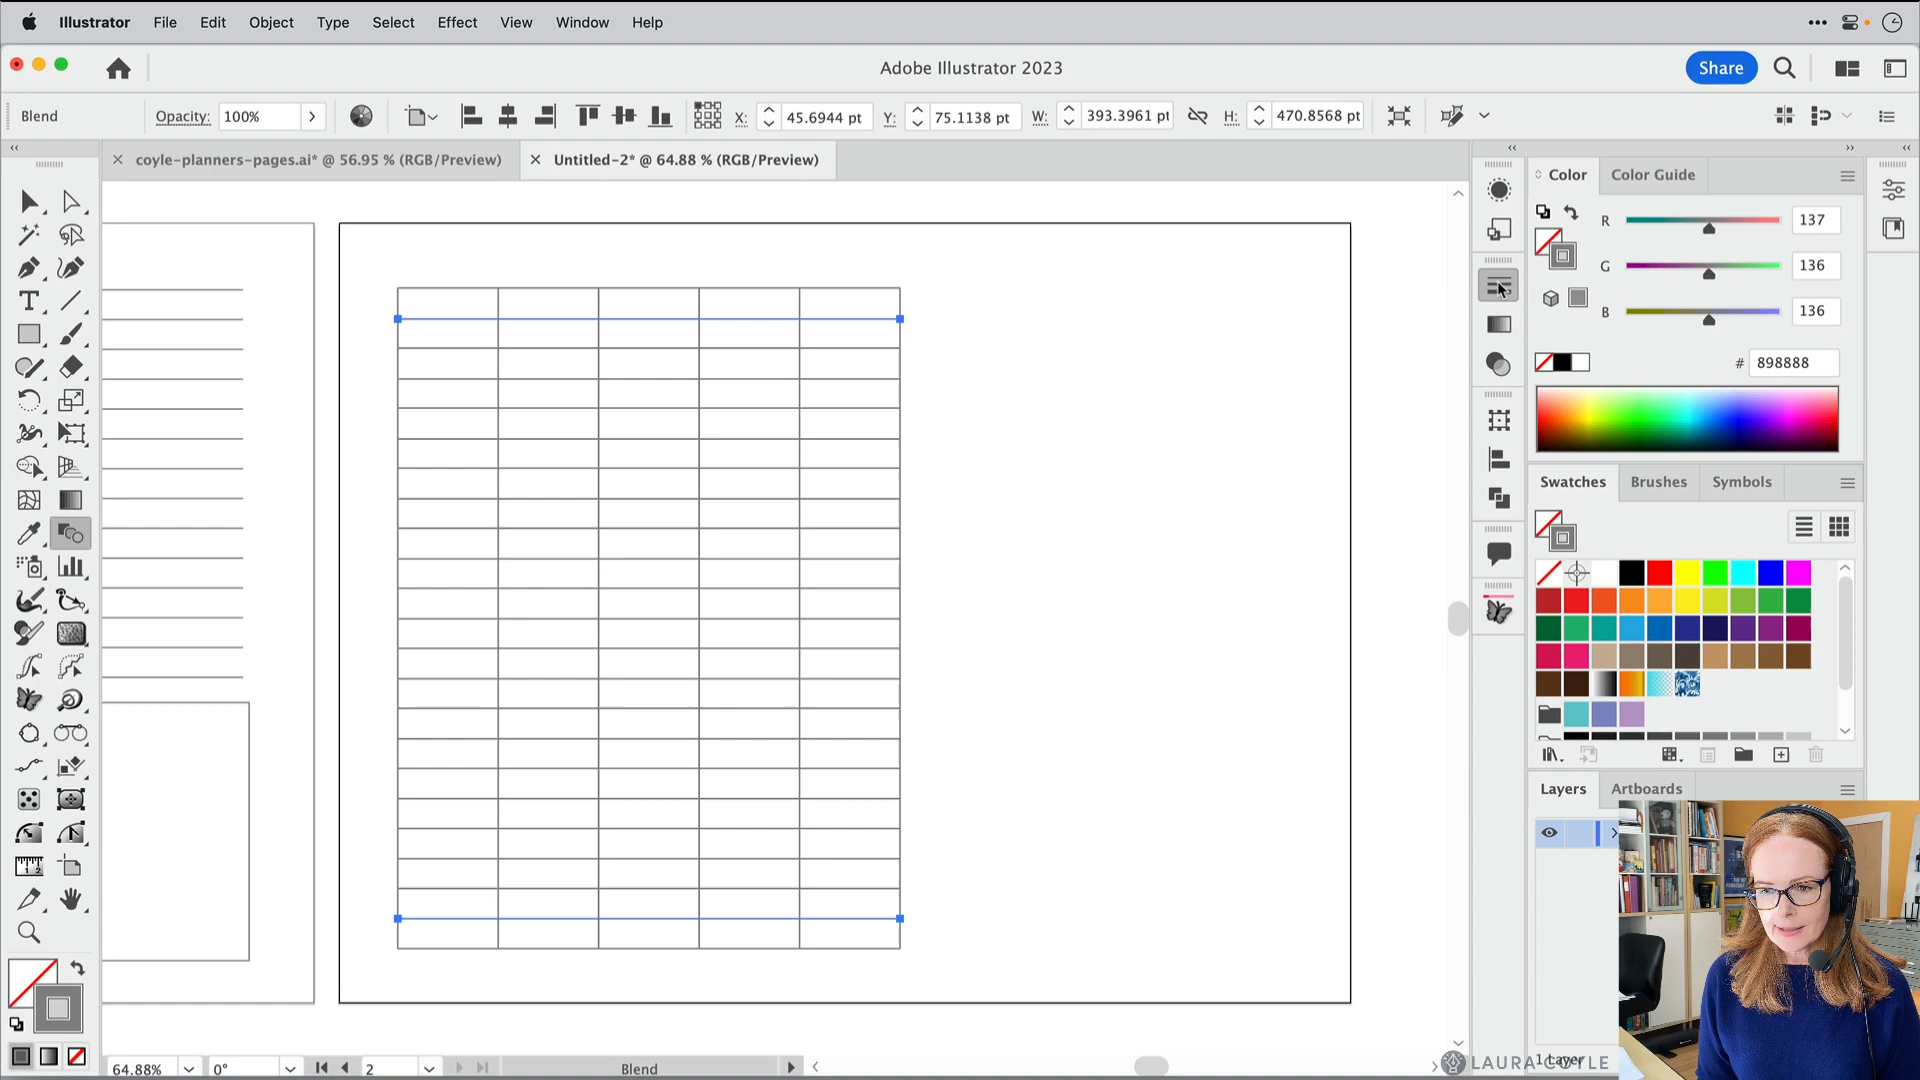 Illustrator File Edit Object Type Select Effect View Window Help
Adobe Illustrator 2023
Share
Blend
Opacity: 100%
X: 45.6944 pt
Y: 75.1138 pt
W: 393.3961 pt
H: 470.8568 pt
coyle-planners-pages.ai* @ 56.95 % (RGB/Preview)
Untitled-2* @ 64.88 % (RGB/Preview)
Color
Color Guide
R 137
G 136
B 136
# 898888
Swatches
Brushes
Symbols
Layers
Artboards
1 Layer
LAURA COYLE
64.88%
0°
2
Blend